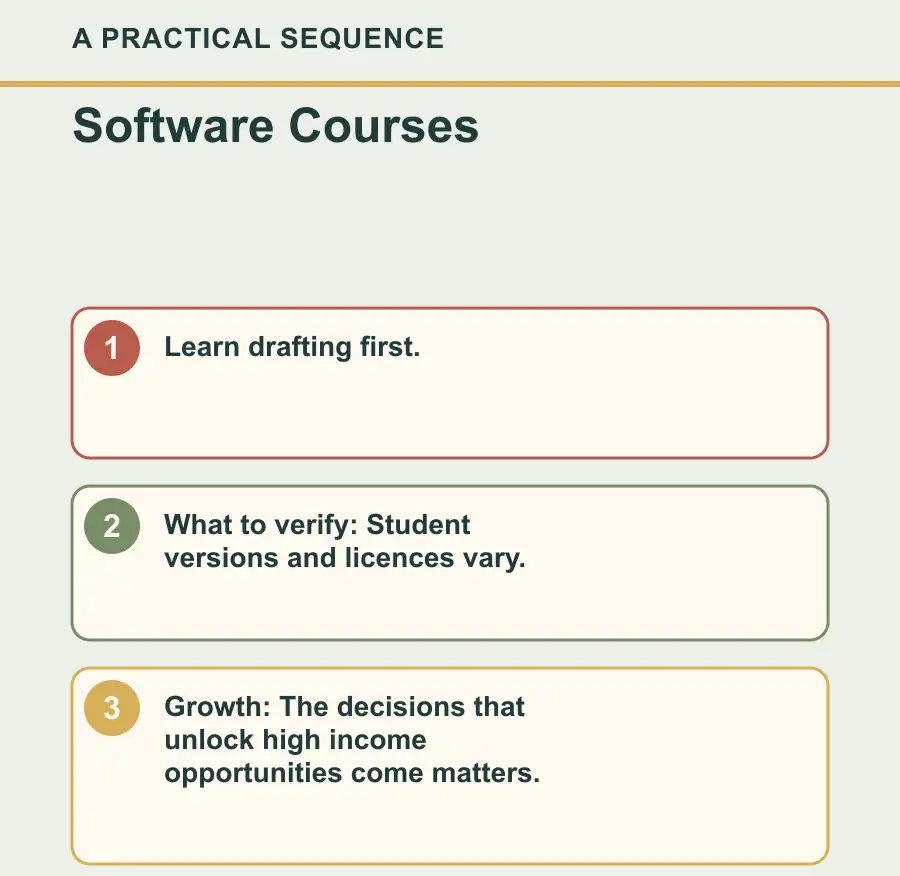 A PRACTICAL SEQUENCE
Software Courses
1
Learn drafting first.
2
What to verify: Student
versions and licences vary.
3
Growth: The decisions that
unlock high income
opportunities come matters.